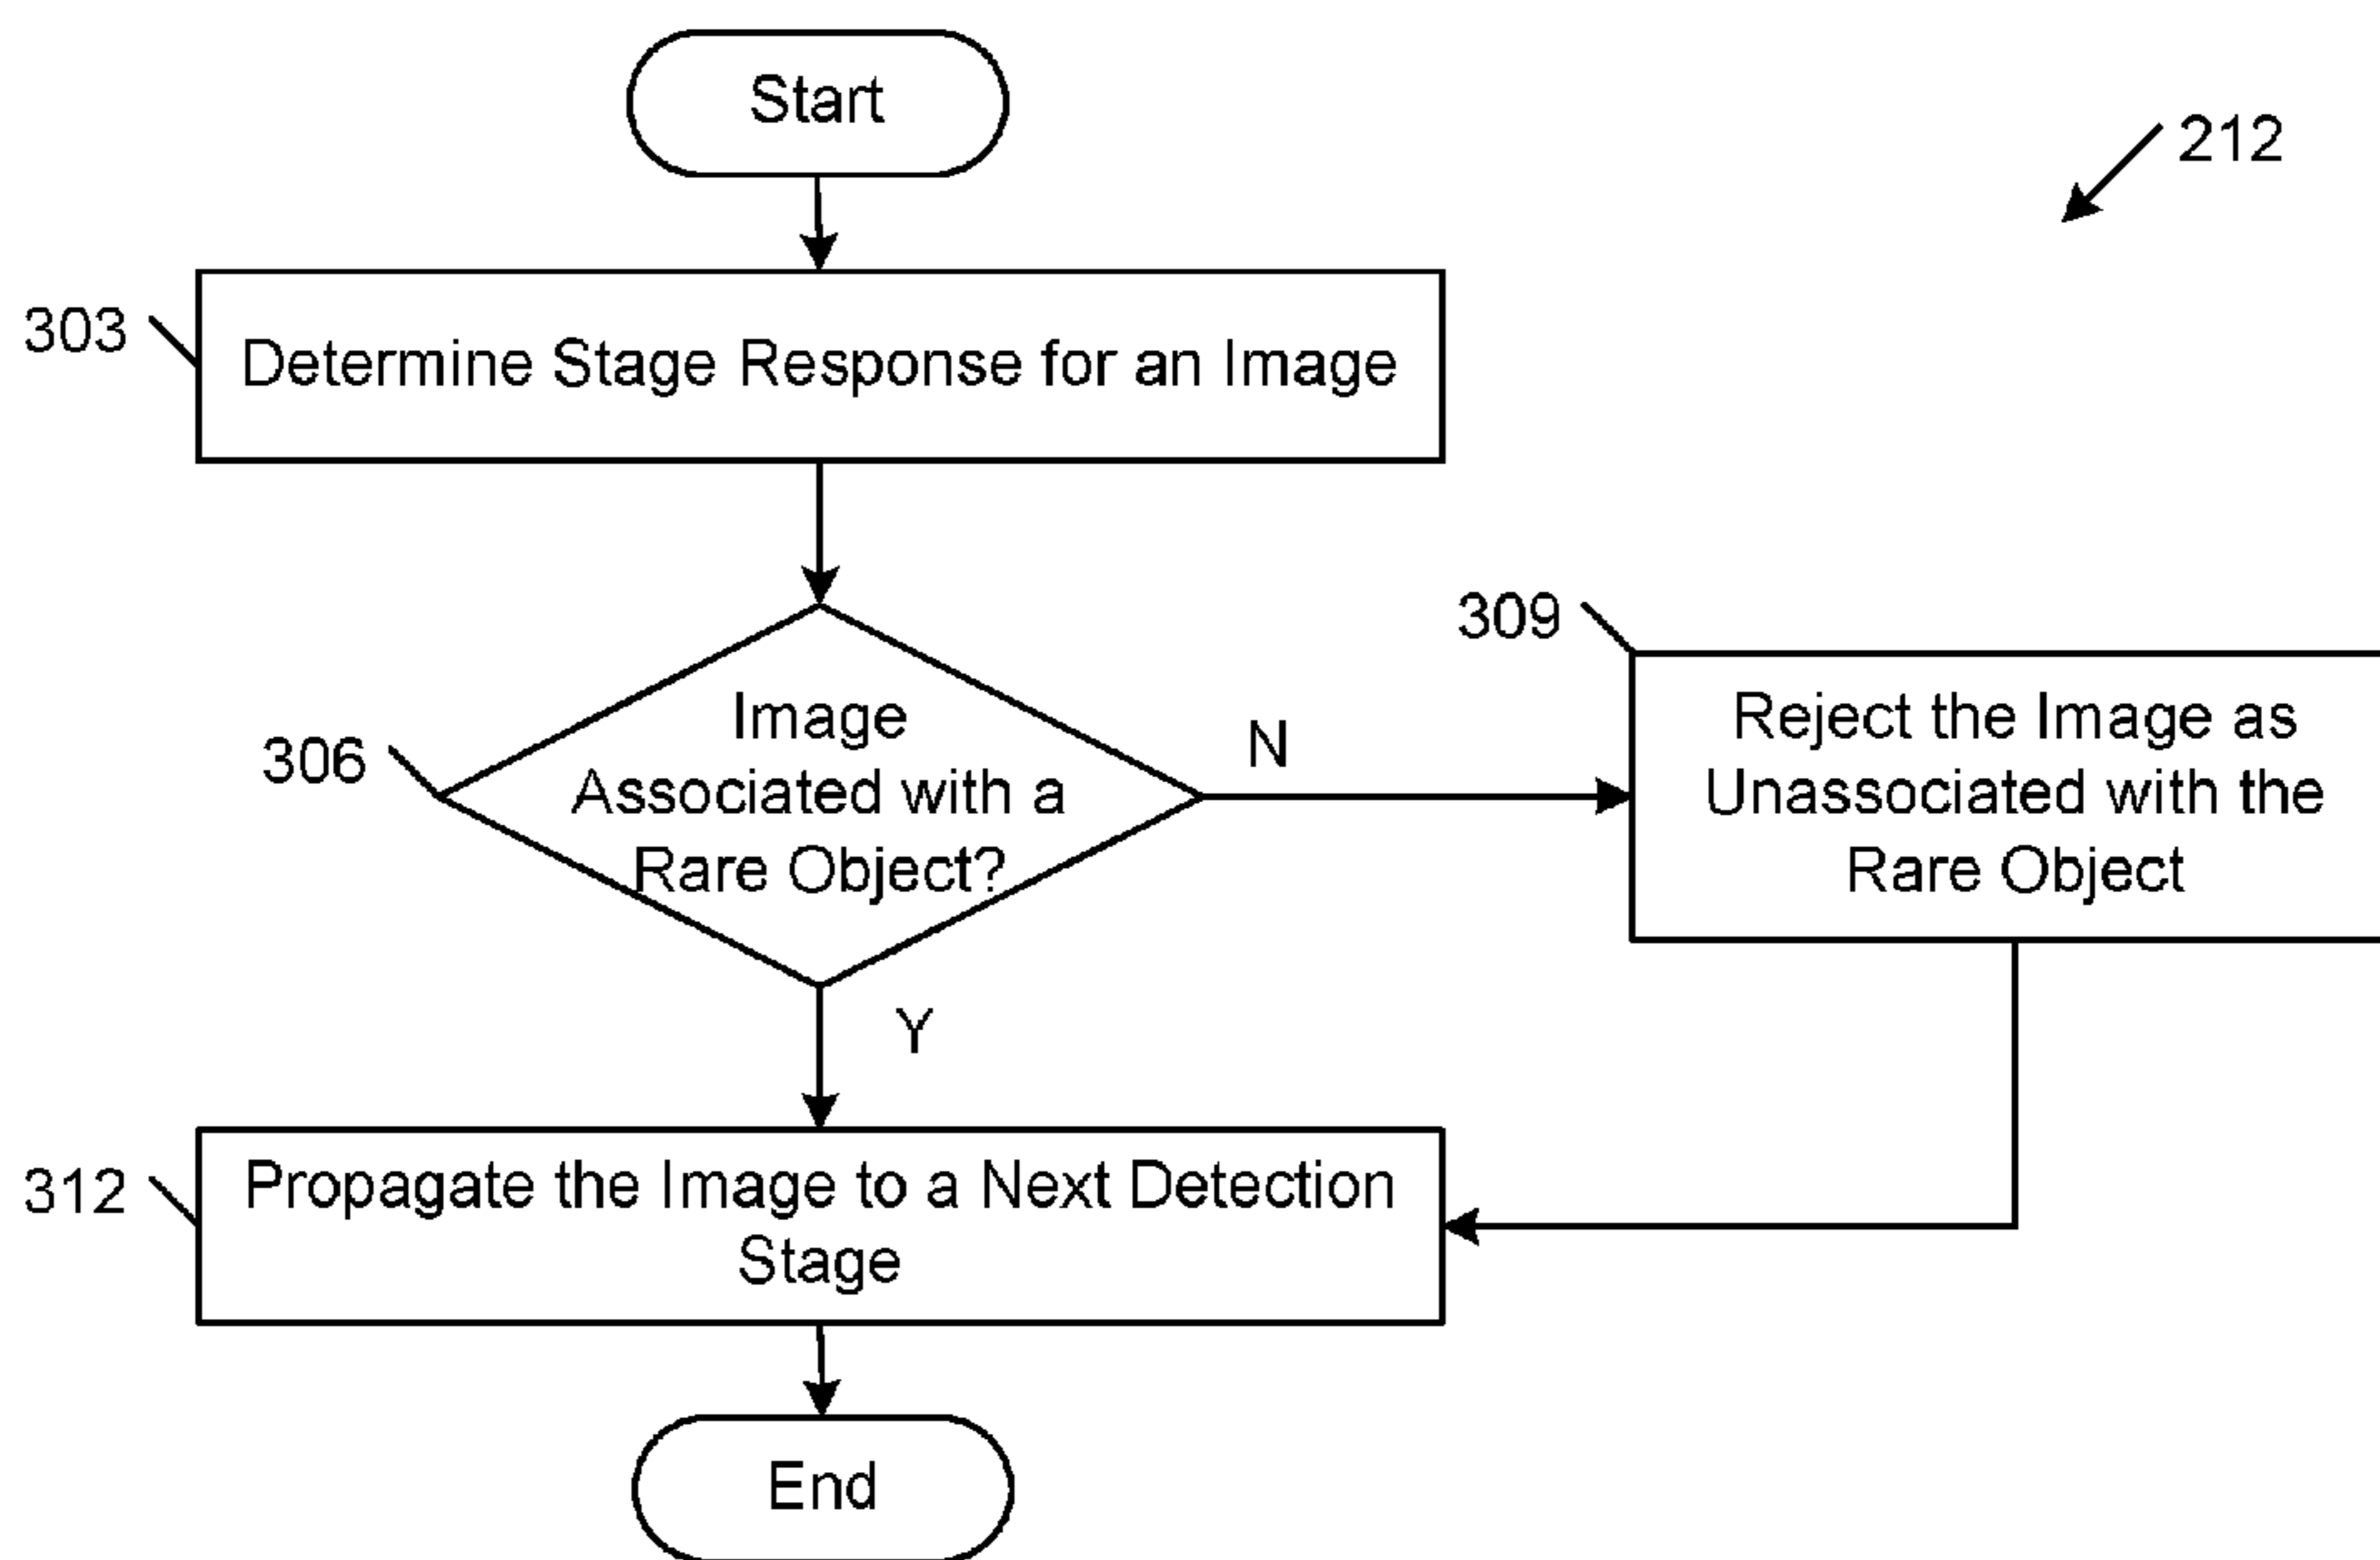 Start
212
303
Determine Stage Response for an Image
309
306
Image
Associated with a
Rare Object?
N
Reject the Image as
Unassociated with the
Rare Object
Y
312
Propagate the Image to a Next Detection
Stage
End